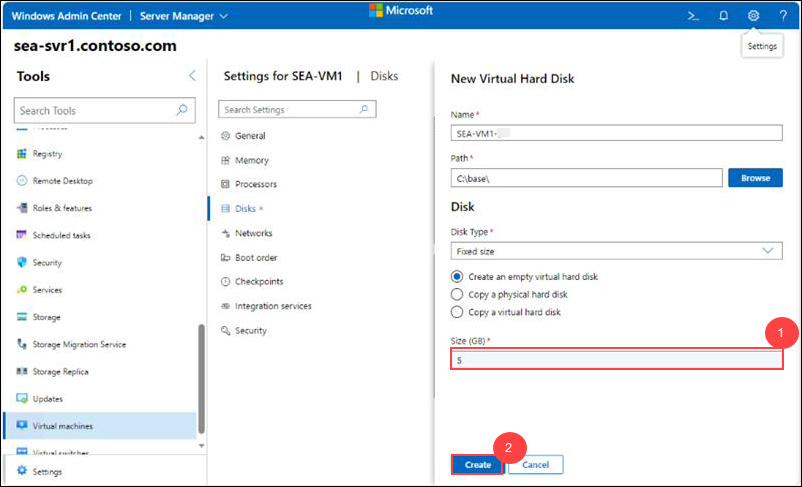 Windows Admin Center | Server Manager
Microsoft
>_ ?
Settings
sea-svr1.contoso.com
Tools
Search Tools
Registry
Remote Desktop
Roles & features
Scheduled tasks
Security
Services
Storage
Storage Migration Service
Storage Replica
Updates
Virtual machines
Virtual switches
Settings
Settings for SEA-VM1 | Disks
Search Settings
General
Memory
Processors
Disks *
Networks
Boot order
Checkpoints
Integration services
Security
New Virtual Hard Disk
Name *
SEA-VM1-
Path *
C:\base\
Browse
Disk
Disk Type *
Fixed size
Create an empty virtual hard disk
Copy a physical hard disk
Copy a virtual hard disk
1
Size (GB) *
5
2
Create
Cancel